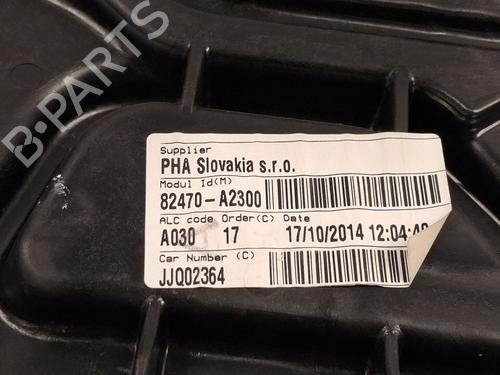 B-PARTS
Supplier
PHA Slovakia s.r.o.
Modul Id(M)
82470-A2300
ALC code Order(C) Date
A030 17 17/10/2014 12:04:48
Car Number (C)
JJQ02364